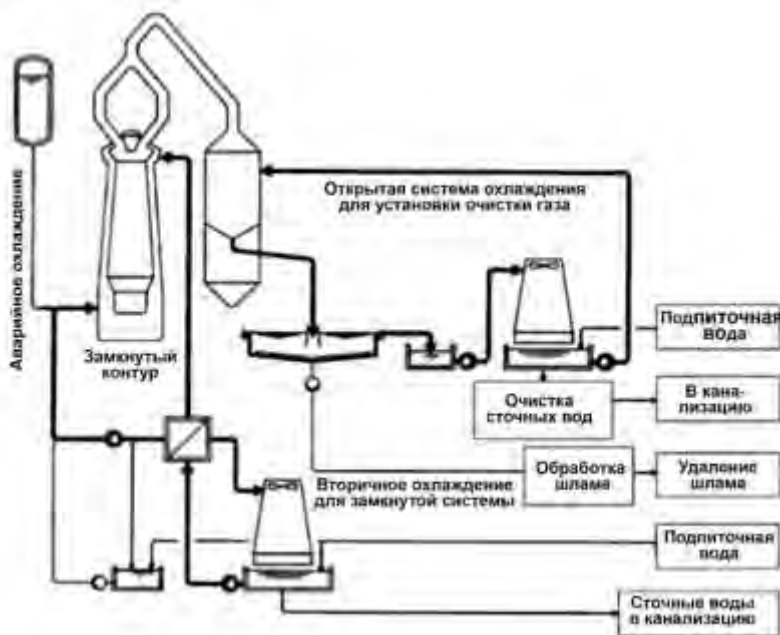 Аварийное охлаждение
Открытая система охлаждения
для установки очистки газа
Замкнутый
контур
Подпиточная
вода
Очистка
сточных вод
В кана-
лизацию
Вторичное охлаждение
для замкнутой системы
Обработка
шлама
Удаление
шлама
Подпиточная
вода
Сточные воды
в канализацию